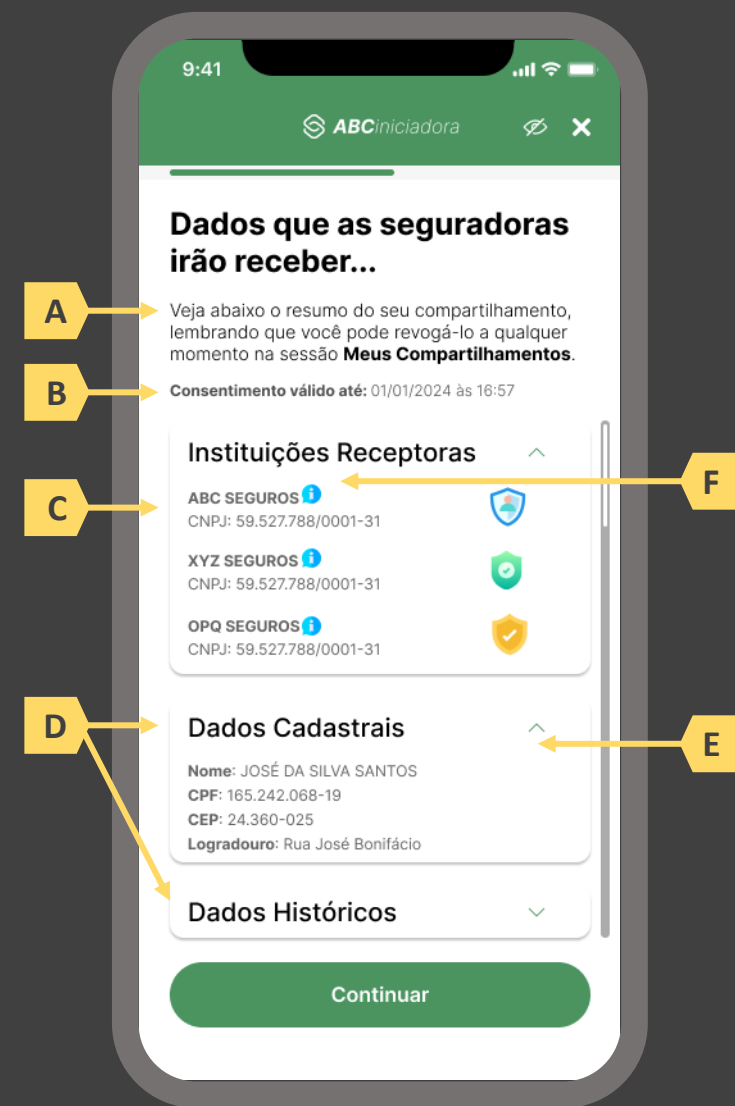 9:41
ABCiniciadora
Dados que as seguradoras
irão receber...
A
Veja abaixo o resumo do seu compartilhamento,
lembrando que você pode revogá-lo a qualquer
momento na sessão Meus Compartilhamentos.
B
Consentimento válido até: 01/01/2024 às 16:57
Instituições Receptoras
F
C
ABC SEGUROS i
CNPJ: 59.527.788/0001-31
XYZ SEGUROS i
CNPJ: 59.527.788/0001-31
OPQ SEGUROS i
CNPJ: 59.527.788/0001-31
D
Dados Cadastrais
E
Nome: JOSÉ DA SILVA SANTOS
CPF: 165.242.068-19
CEP: 24.360-025
Logradouro: Rua José Bonifácio
Dados Históricos
Continuar